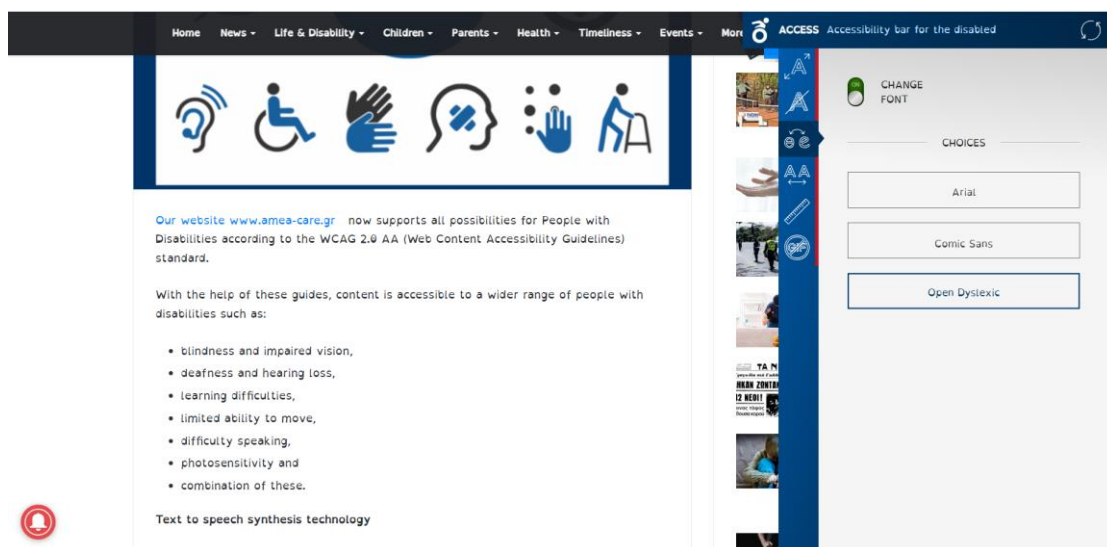 Home News Life & Disability Children Parents Health Timeliness Events More
ACCESS Accessibility bar for the disabled
ON
CHANGE
FONT
CHOICES
Arial
Comic Sans
Open Dyslexic
GIF
Our website www.amea-care.gr now supports all possibilities for People with
Disabilities according to the WCAG 2.0 AA (Web Content Accessibility Guidelines)
standard.
With the help of these guides, content is accessible to a wider range of people with
disabilities such as:
• blindness and impaired vision,
• deafness and hearing loss,
• learning difficulties,
• limited ability to move,
• difficulty speaking,
• photosensitivity and
• combination of these.
Text to speech synthesis technology